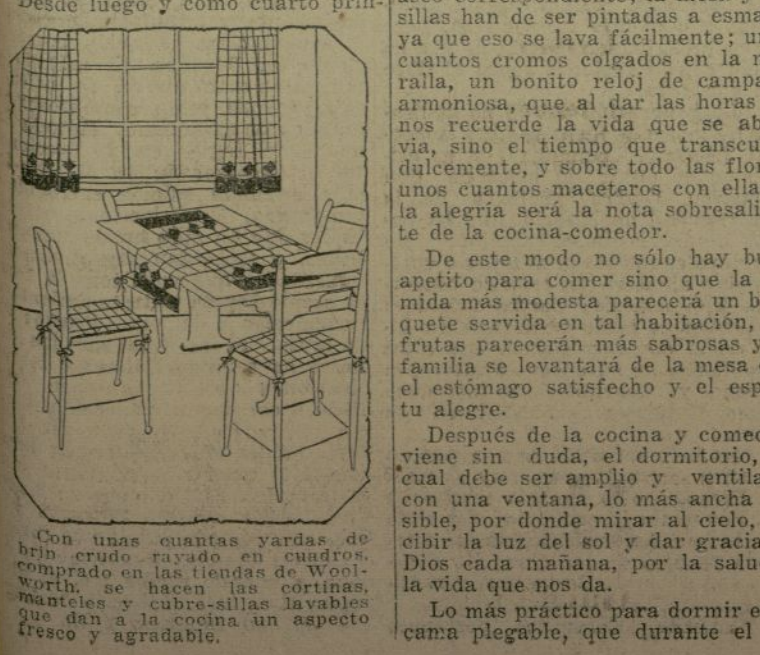 Desde luego y como cuarto prin-
Con unas cuantas yardas de
brin crudo rayado en cuadros,
comprado en las tiendas de Wool-
worth, se hacen las cortinas,
manteles y cubre-sillas lavables
que dan a la cocina un aspecto
fresco y agradable.
sillas han de ser pintadas a esma
ya que eso se lava fácilmente; u
cuantos cromos colgados en la
ralla, un bonito reloj de campa
armoniosa, que al dar las horas
nos recuerde la vida que se ab
via, sino el tiempo que transcu
dulcemente, y sobre todo las flo
unos cuantos maceteros con ella
la alegría será la nota sobresali
te de la cocina-comedor.
De este modo no sólo hay bu
apetito para comer sino que la
mida más modesta parecerá un b
quete servida en tal habitación,
frutas parecerán más sabrosas y
familia se levantará de la mesa
el estómago satisfecho y el esp
tu alegre.
Después de la cocina y come
viene sin duda, el dormitorio,
cual debe ser amplio y ventila
con una ventana, lo más ancha
sible, por donde mirar al cielo,
cibir la luz del sol y dar gracia
Dios cada mañana, por la salu
la vida que nos da.
Lo más práctico para dormir e
cama plegable, que durante el